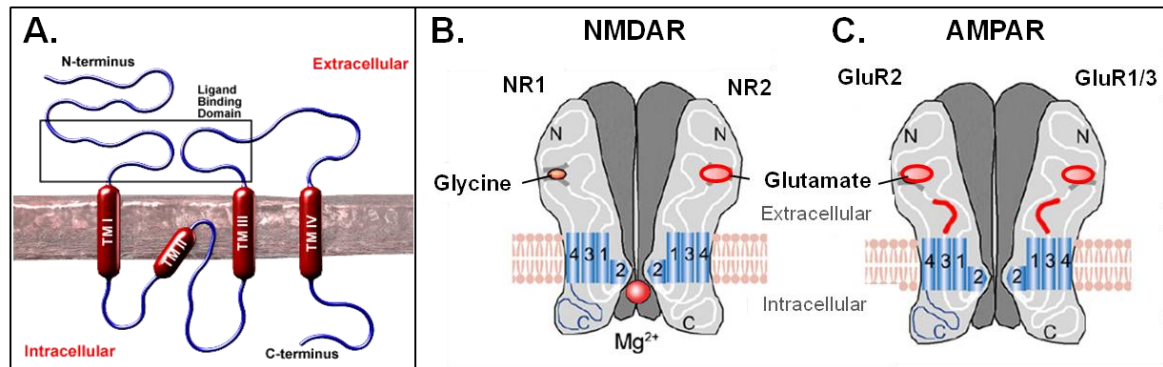 A.
N-terminus
Extracellular
Ligand
Binding
Domain
TM I
TM II
TM III
TM IV
Intracellular
C-terminus
B.
NMDAR
NR1
NR2
N
N
Glycine
Glutamate
Extracellular
4 3 1
2
2
1 3 4
Intracellular
C
C
Mg2+
C.
AMPAR
GluR2
GluR1/3
N
N
4 3 1
2
2
1 3 4
C
C